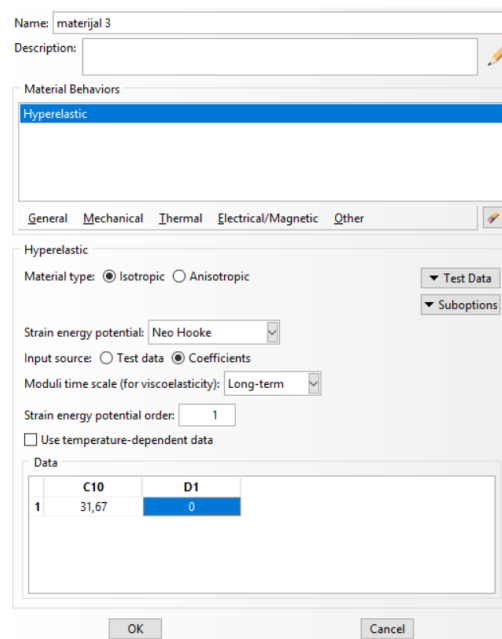 Name: materijal 3
Description:
Material Behaviors
Hyperelastic
General Mechanical Thermal Electrical/Magnetic Other
Hyperelastic
Material type: Isotropic Anisotropic
Test Data
Suboptions
Strain energy potential: Neo Hooke
Input source: Test data Coefficients
Moduli time scale (for viscoelasticity): Long-term
Strain energy potential order: 1
Use temperature-dependent data
Data
C10 D1
1 31,67 0
OK Cancel